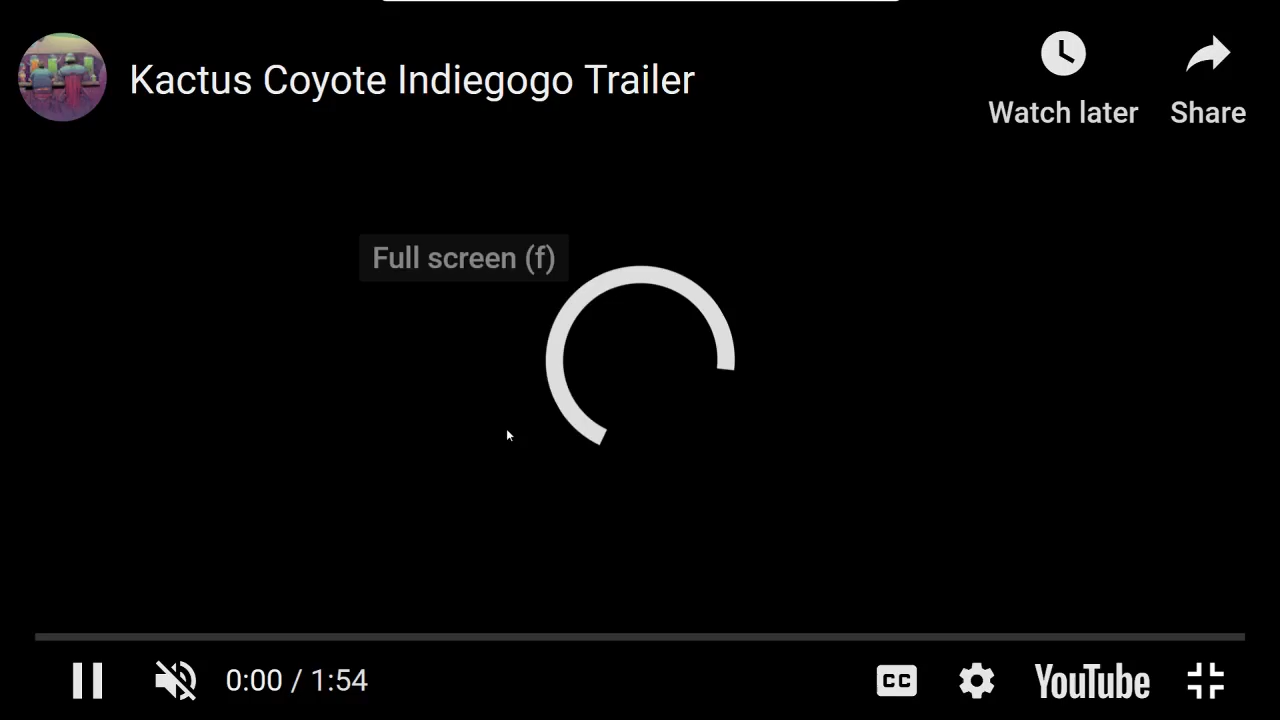 Kactus Coyote Indiegogo Trailer
Watch later
Share
Full screen (f)
0:00 / 1:54
CC
YouTube